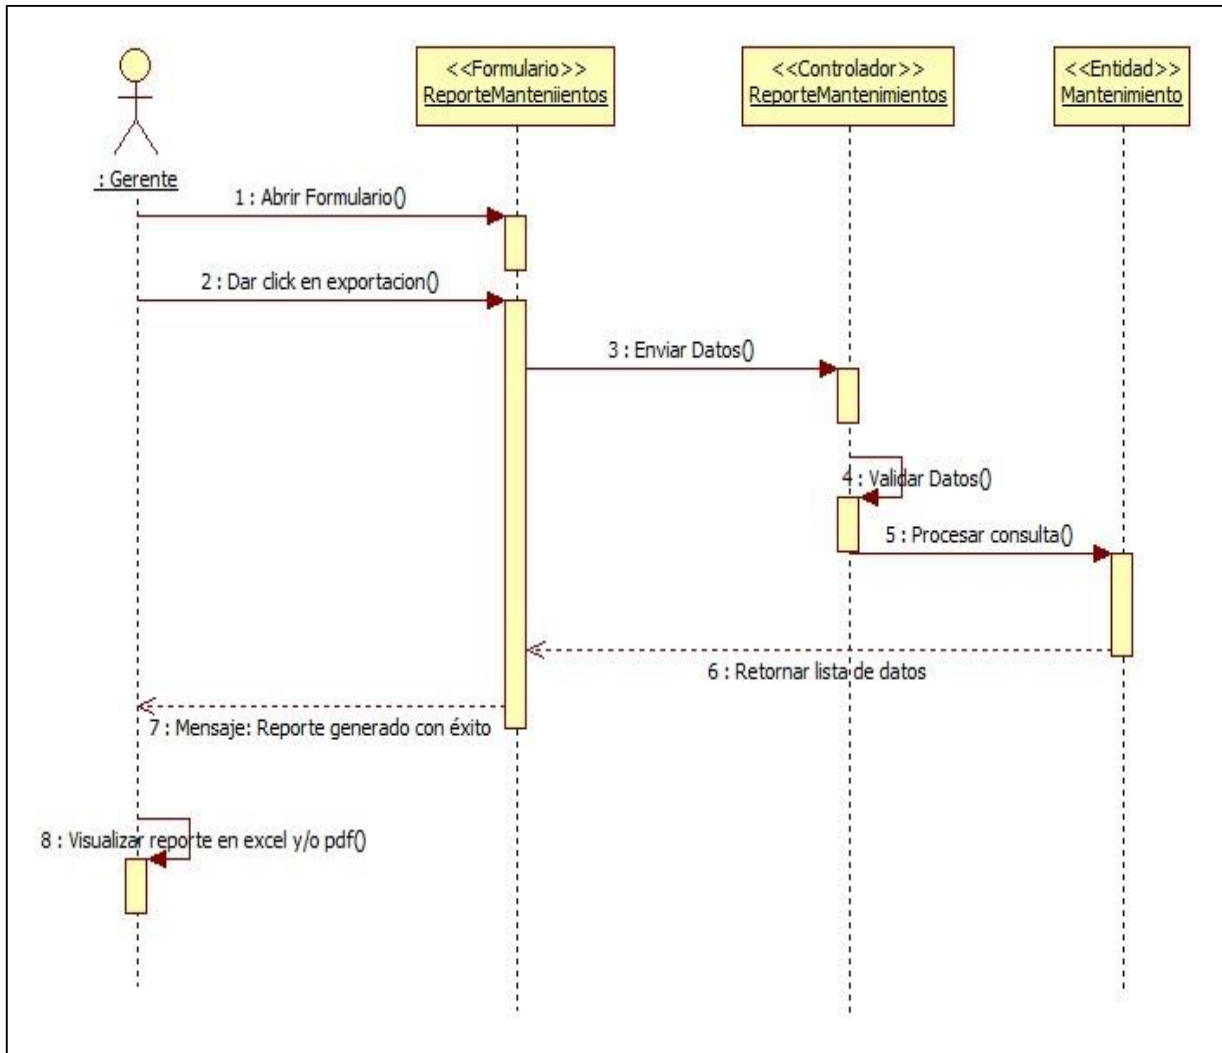 <<Formulario>>
ReporteManteniientos
<<Controlador>>
ReporteMantenimientos
<<Entidad>>
Mantenimiento
: Gerente
1 : Abrir Formulario()
2 : Dar click en exportacion()
3 : Enviar Datos()
4 : Validar Datos()
5 : Procesar consulta()
6 : Retornar lista de datos
7 : Mensaje: Reporte generado con éxito
8 : Visualizar reporte en excel y/o pdf()